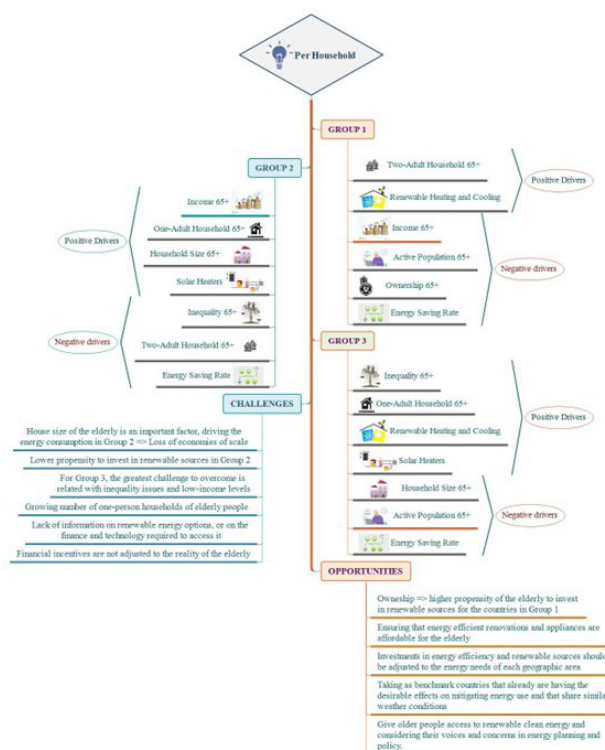 Per Household
GROUP 1
Two-Adult Household 65+
Renewable Heating and Cooling
Positive Drivers
Income 65+
Active Population 65+
Ownership 65+
Energy Saving Rate
Negative drivers
GROUP 2
Income 65+
One-Adult Household 65+
Household Size 65+
Solar Heaters
Positive Drivers
Inequality 65+
Two-Adult Household 65+
Energy Saving Rate
Negative drivers
GROUP 3
Inequality 65+
One-Adult Household 65+
Renewable Heating and Cooling
Solar Heaters
Positive Drivers
Household Size 65+
Active Population 65+
Energy Saving Rate
Negative drivers
CHALLENGES
House size of the elderly is an important factor, driving the
energy consumption in Group 2 => Loss of economies of scale
Lower propensity to invest in renewable sources in Group 2
For Group 3, the greatest challenge to overcome is
related with inequality issues and low-income levels
Growing number of one-person households of elderly people
Lack of information on renewable energy options, or on the
finance and technology required to access it
Financial incentives are not adjusted to the reality of the elderly
OPPORTUNITIES
Ownership => higher propensity of the elderly to invest
in renewable sources for the countries in Group 1
Ensuring that energy efficient renovations and appliances are
affordable for the elderly
Investments in energy efficiency and renewable sources should
be adjusted to the energy needs of each geographic area
Taking as benchmark countries that already are having the
desirable effects on mitigating energy use and that share simila
weather conditions
Give older people access to renewable clean energy and
considering their voices and concerns in energy planning and
policy.